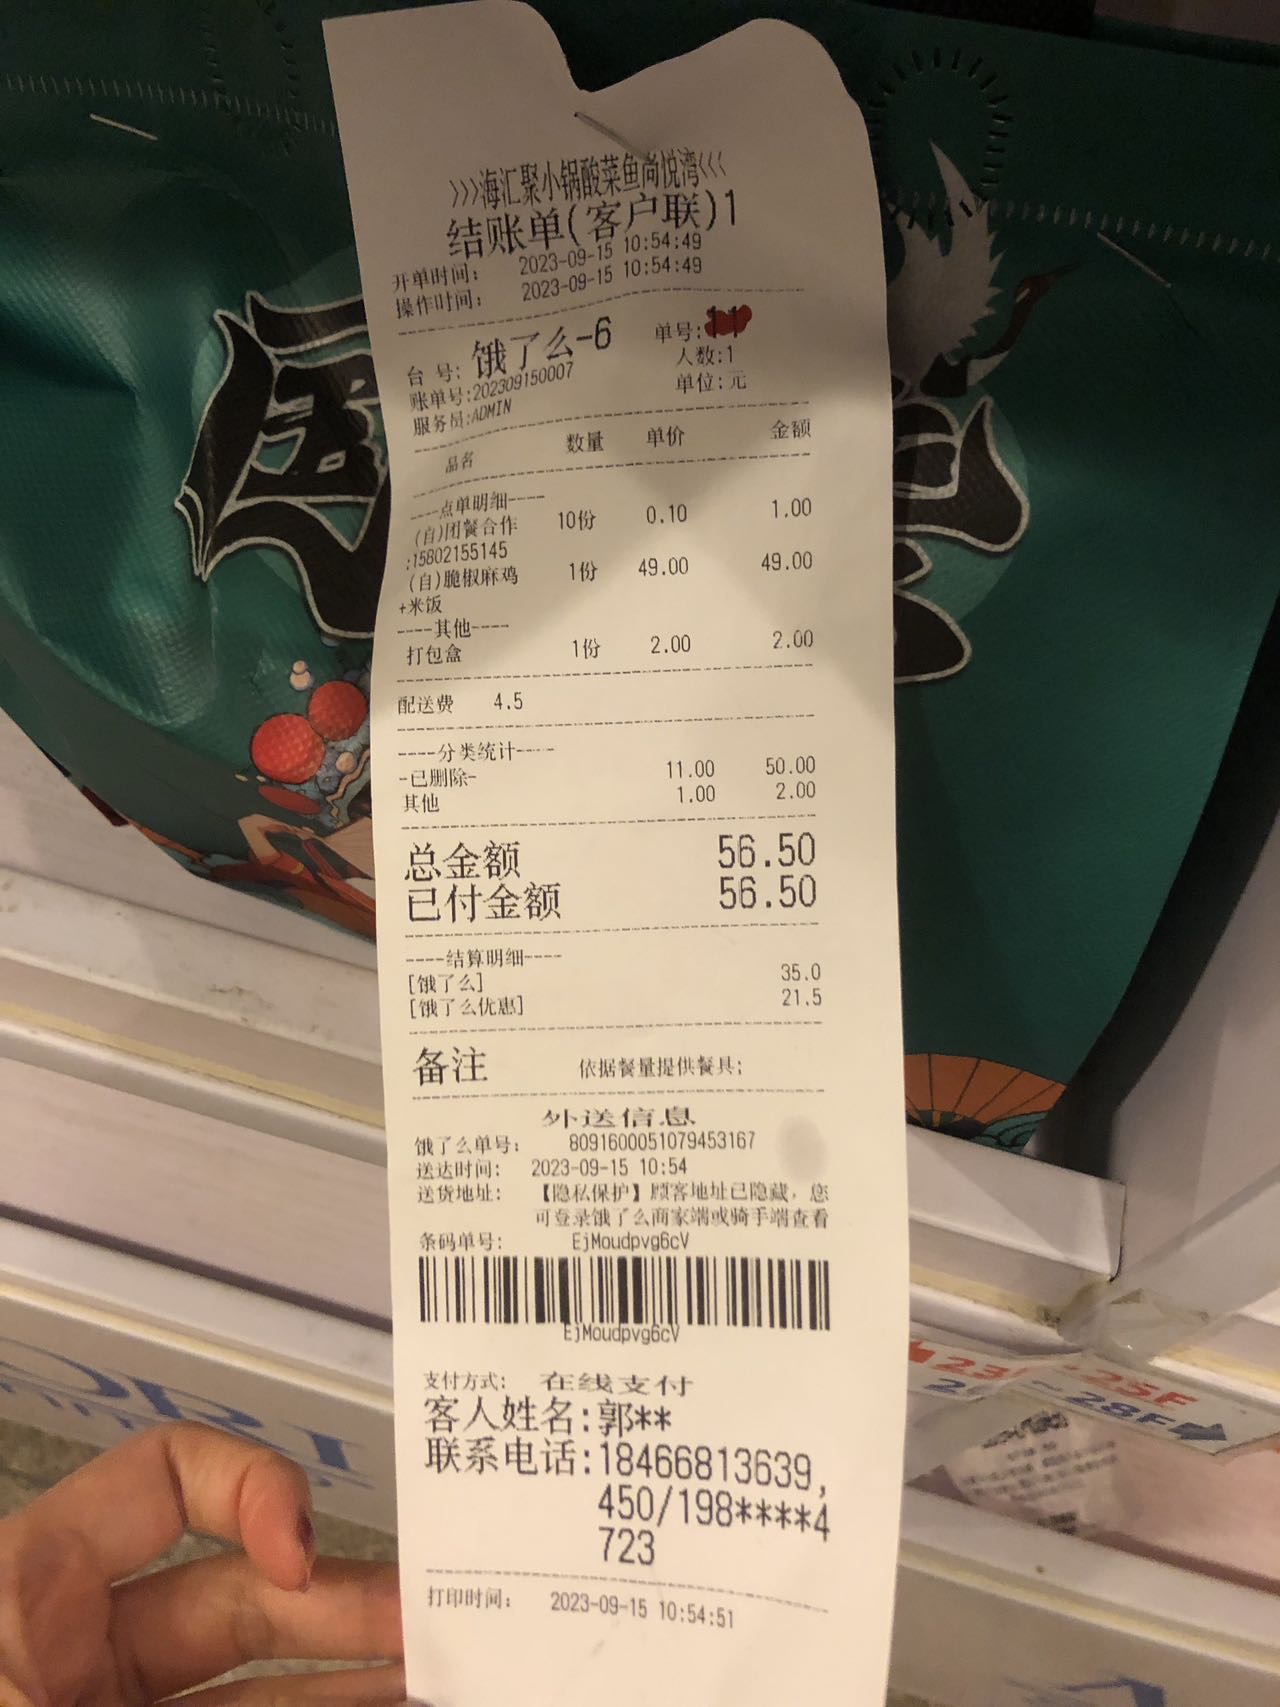 >>>海汇聚小锅酸菜鱼尚悦湾<<<
结账单(客户联)1
开单时间： 2023-09-15 10:54:49
操作时间： 2023-09-15 10:54:49
台 号: 饿了么-6 单号:11
账单号:202309150007 人数:1
服务员:ADMIN 单位:元
品名 数量 单价 金额
----点单明细----
(自)团餐合作 10份 0.10 1.00
:15802155145
(自)脆椒麻鸡 1份 49.00 49.00
+米饭
----其他----
打包盒 1份 2.00 2.00
配送费 4.5
----分类统计----
-已删除- 11.00 50.00
其他 1.00 2.00
总金额 56.50
已付金额 56.50
----结算明细----
[饿了么] 35.0
[饿了么优惠] 21.5
备注 依据餐量提供餐具;
外送信息
饿了么单号: 8091600051079453167
送达时间: 2023-09-15 10:54
送货地址: 【隐私保护】顾客地址已隐藏，您
可登录饿了么商家端或骑手端查看
条码单号: EjMoudpvg6cV
EjMoudpvg6cV
支付方式: 在线支付
客人姓名:郭**
联系电话:18466813639,
450/198****4
723
打印时间: 2023-09-15 10:54:51
23F-25F
28F